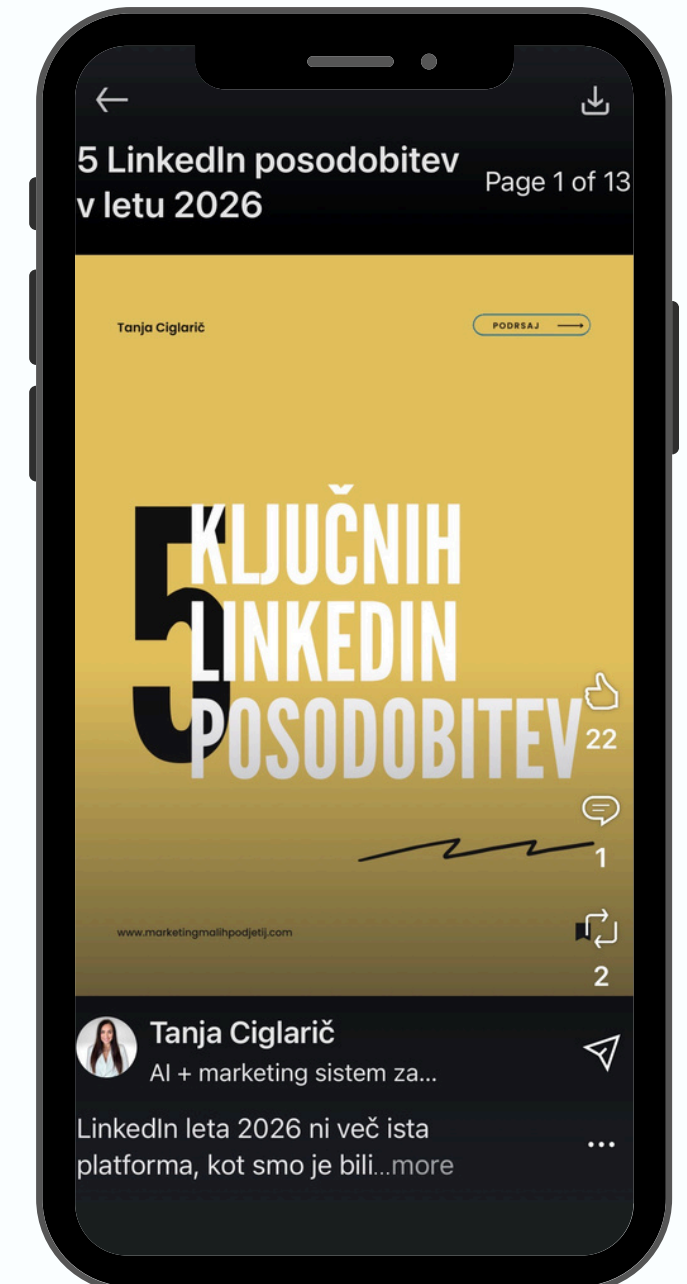 5 LinkedIn posodobitev
v letu 2026
Page 1 of 13
Tanja Ciglarič
PODRSAJ
5
KLJUČNIH
LINKEDIN
POSODOBITEV
22
1
2
www.marketingmalihpodjetij.com
Tanja Ciglarič
AI + marketing sistem za...
LinkedIn leta 2026 ni več ista
platforma, kot smo je bili...more